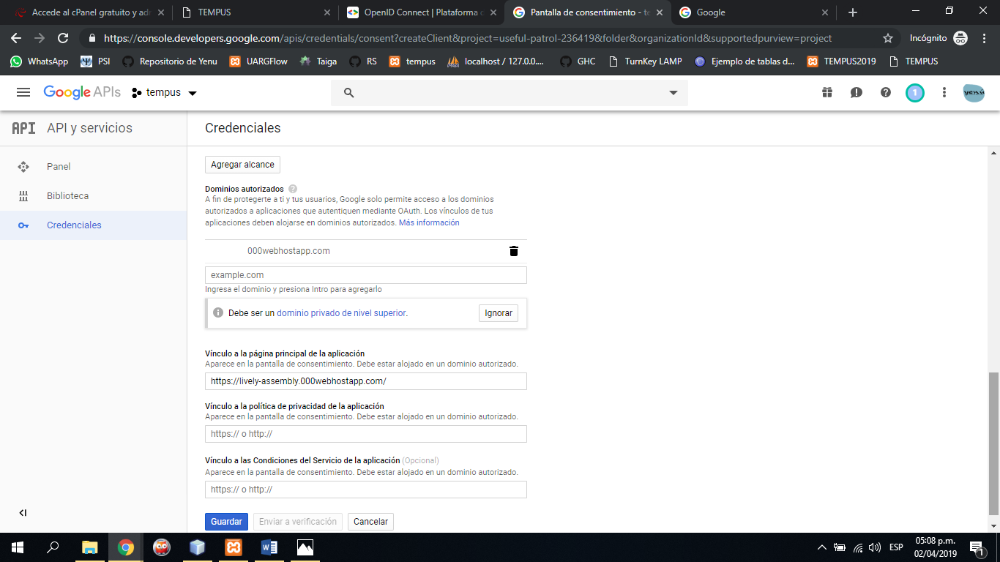 Accede al cPanel gratuito y adr
TEMPUS
OpenID Connect | Plataforma d
Pantalla de consentimiento - te
Google
https://console.developers.google.com/apis/credentials/consent?createClient&project=useful-patrol-236419&folder&organizationId&supportedpurview=project
Incógnito
WhatsApp
PSI
Repositorio de Yenu
UARGFlow
Taiga
RS
tempus
localhost / 127.0.0....
GHC
TurnKey LAMP
Ejemplo de tablas d...
TEMPUS2019
TEMPUS
Google APIs
tempus
1
yenú
API
API y servicios
Credenciales
Panel
Biblioteca
Credenciales
Agregar alcance
Dominios autorizados
A fin de protegerte a ti y tus usuarios, Google solo permite acceso a los dominios
autorizados a aplicaciones que autentiquen mediante OAuth. Los vínculos de tus
aplicaciones deben alojarse en dominios autorizados. Más información
000webhostapp.com
example.com
Ingresa el dominio y presiona Intro para agregarlo
Debe ser un dominio privado de nivel superior.
Ignorar
Vínculo a la página principal de la aplicación
Aparece en la pantalla de consentimiento. Debe estar alojado en un dominio autorizado.
https://lively-assembly.000webhostapp.com/
Vínculo a la política de privacidad de la aplicación
Aparece en la pantalla de consentimiento. Debe estar alojado en un dominio autorizado.
https:// o http://
Vínculo a las Condiciones del Servicio de la aplicación (Opcional)
Aparece en la pantalla de consentimiento. Debe estar alojado en un dominio autorizado.
https:// o http://
Guardar
Enviar a verificación
Cancelar
ESP
05:08 p.m.
02/04/2019
1